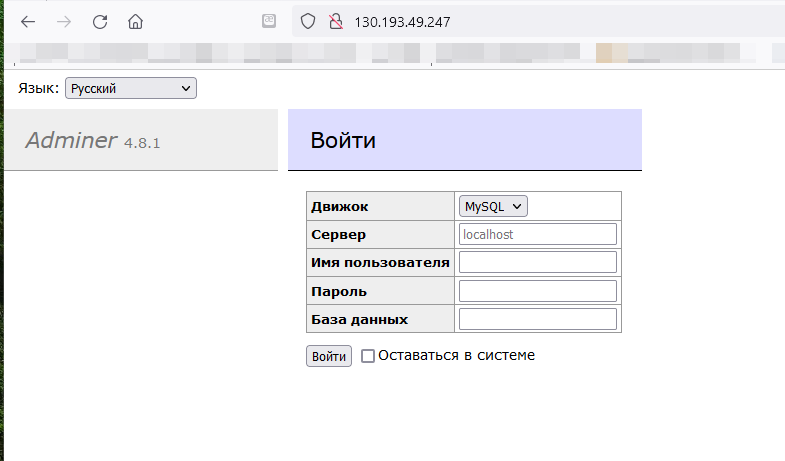 130.193.49.247
Язык: Русский
Adminer 4.8.1
Войти
Движок MySQL
Сервер localhost
Имя пользователя
Пароль
База данных
Войти Оставаться в системе